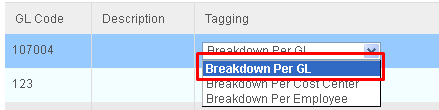 GL Code Description Tagging
107004 Breakdown Per GL
Breakdown Per GL
123 Breakdown Per Cost Center
Breakdown Per Employee